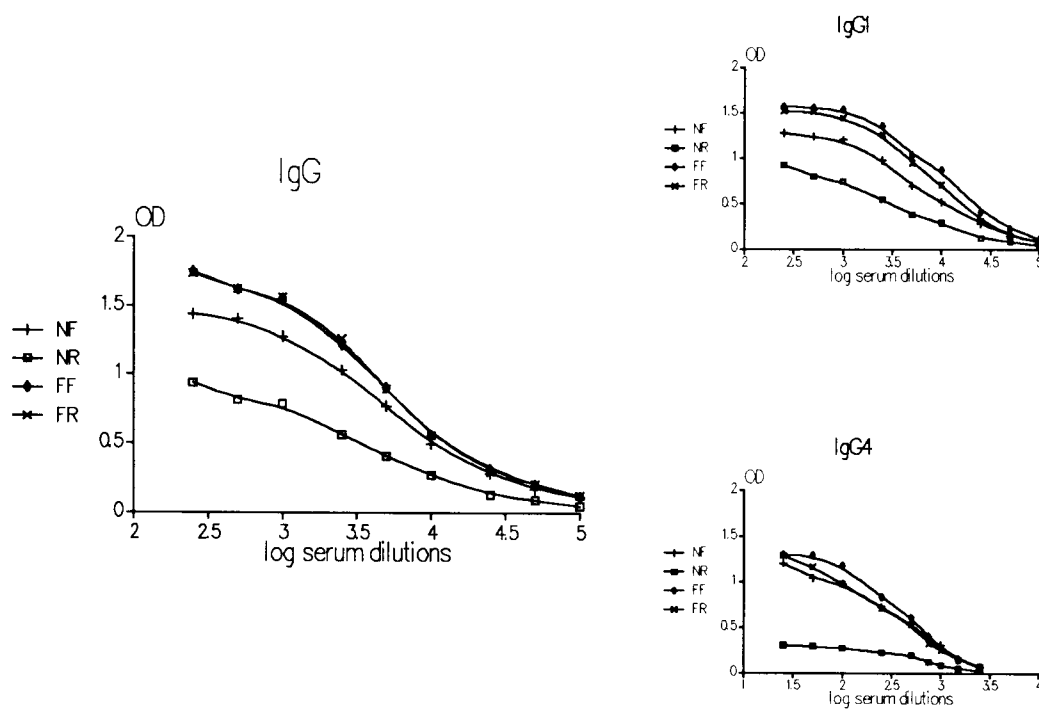 IgG
OD
2
1.5
1
0.5
0
2 2.5 3 3.5 4 4.5 5
log serum dilutions
NF
NR
FF
FR
IgG1
OD
2
1.5
1
0.5
0
2 2.5 3 3.5 4 4.5 5
log serum dilutions
NF
NR
FF
FR
IgG4
OD
2
1.5
1
0.5
0
1 1.5 2 2.5 3 3.5 4
log serum dilutions
NF
NR
FF
FR